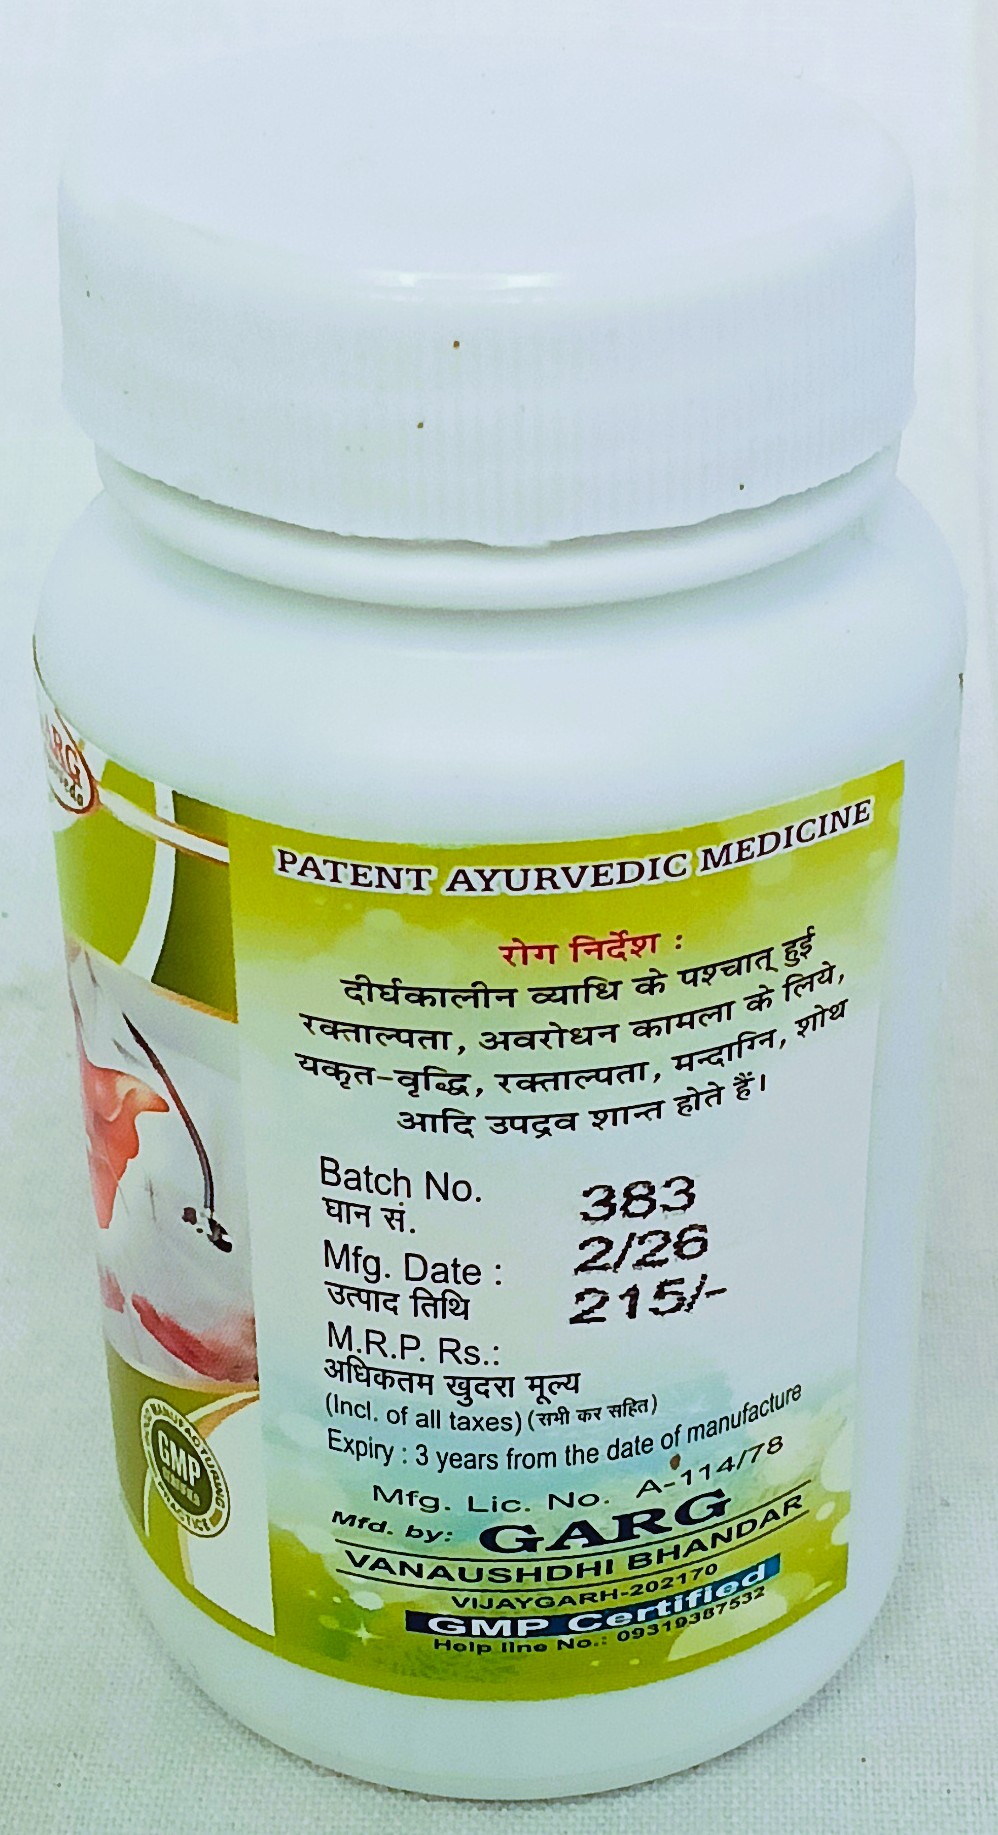 PATENT AYURVEDIC MEDICINE
रोग निर्देश :
दीर्घकालीन व्याधि के पश्चात् हुई
रक्ताल्पता, अवरोधन कामला के लिये,
यकृत-वृद्धि, रक्ताल्पता, मन्दाग्नि, शोथ
आदि उपद्रव शान्त होते हैं।
Batch No. 383
घान सं.
Mfg. Date : 2/26
उत्पाद तिथि
215/-
M.R.P. Rs.:
अधिकतम खुदरा मूल्य
(Incl. of all taxes) (सभी कर सहित)
Expiry : 3 years from the date of manufacture
Mfg. Lic. No. A-114/78
Mfd. by: GARG
VANAUSHDHI BHANDAR
VIJAYGARH-202170
GMP Certified
Help line No.: 09319387532
MANUFACTURING
GMP
PRACTICE